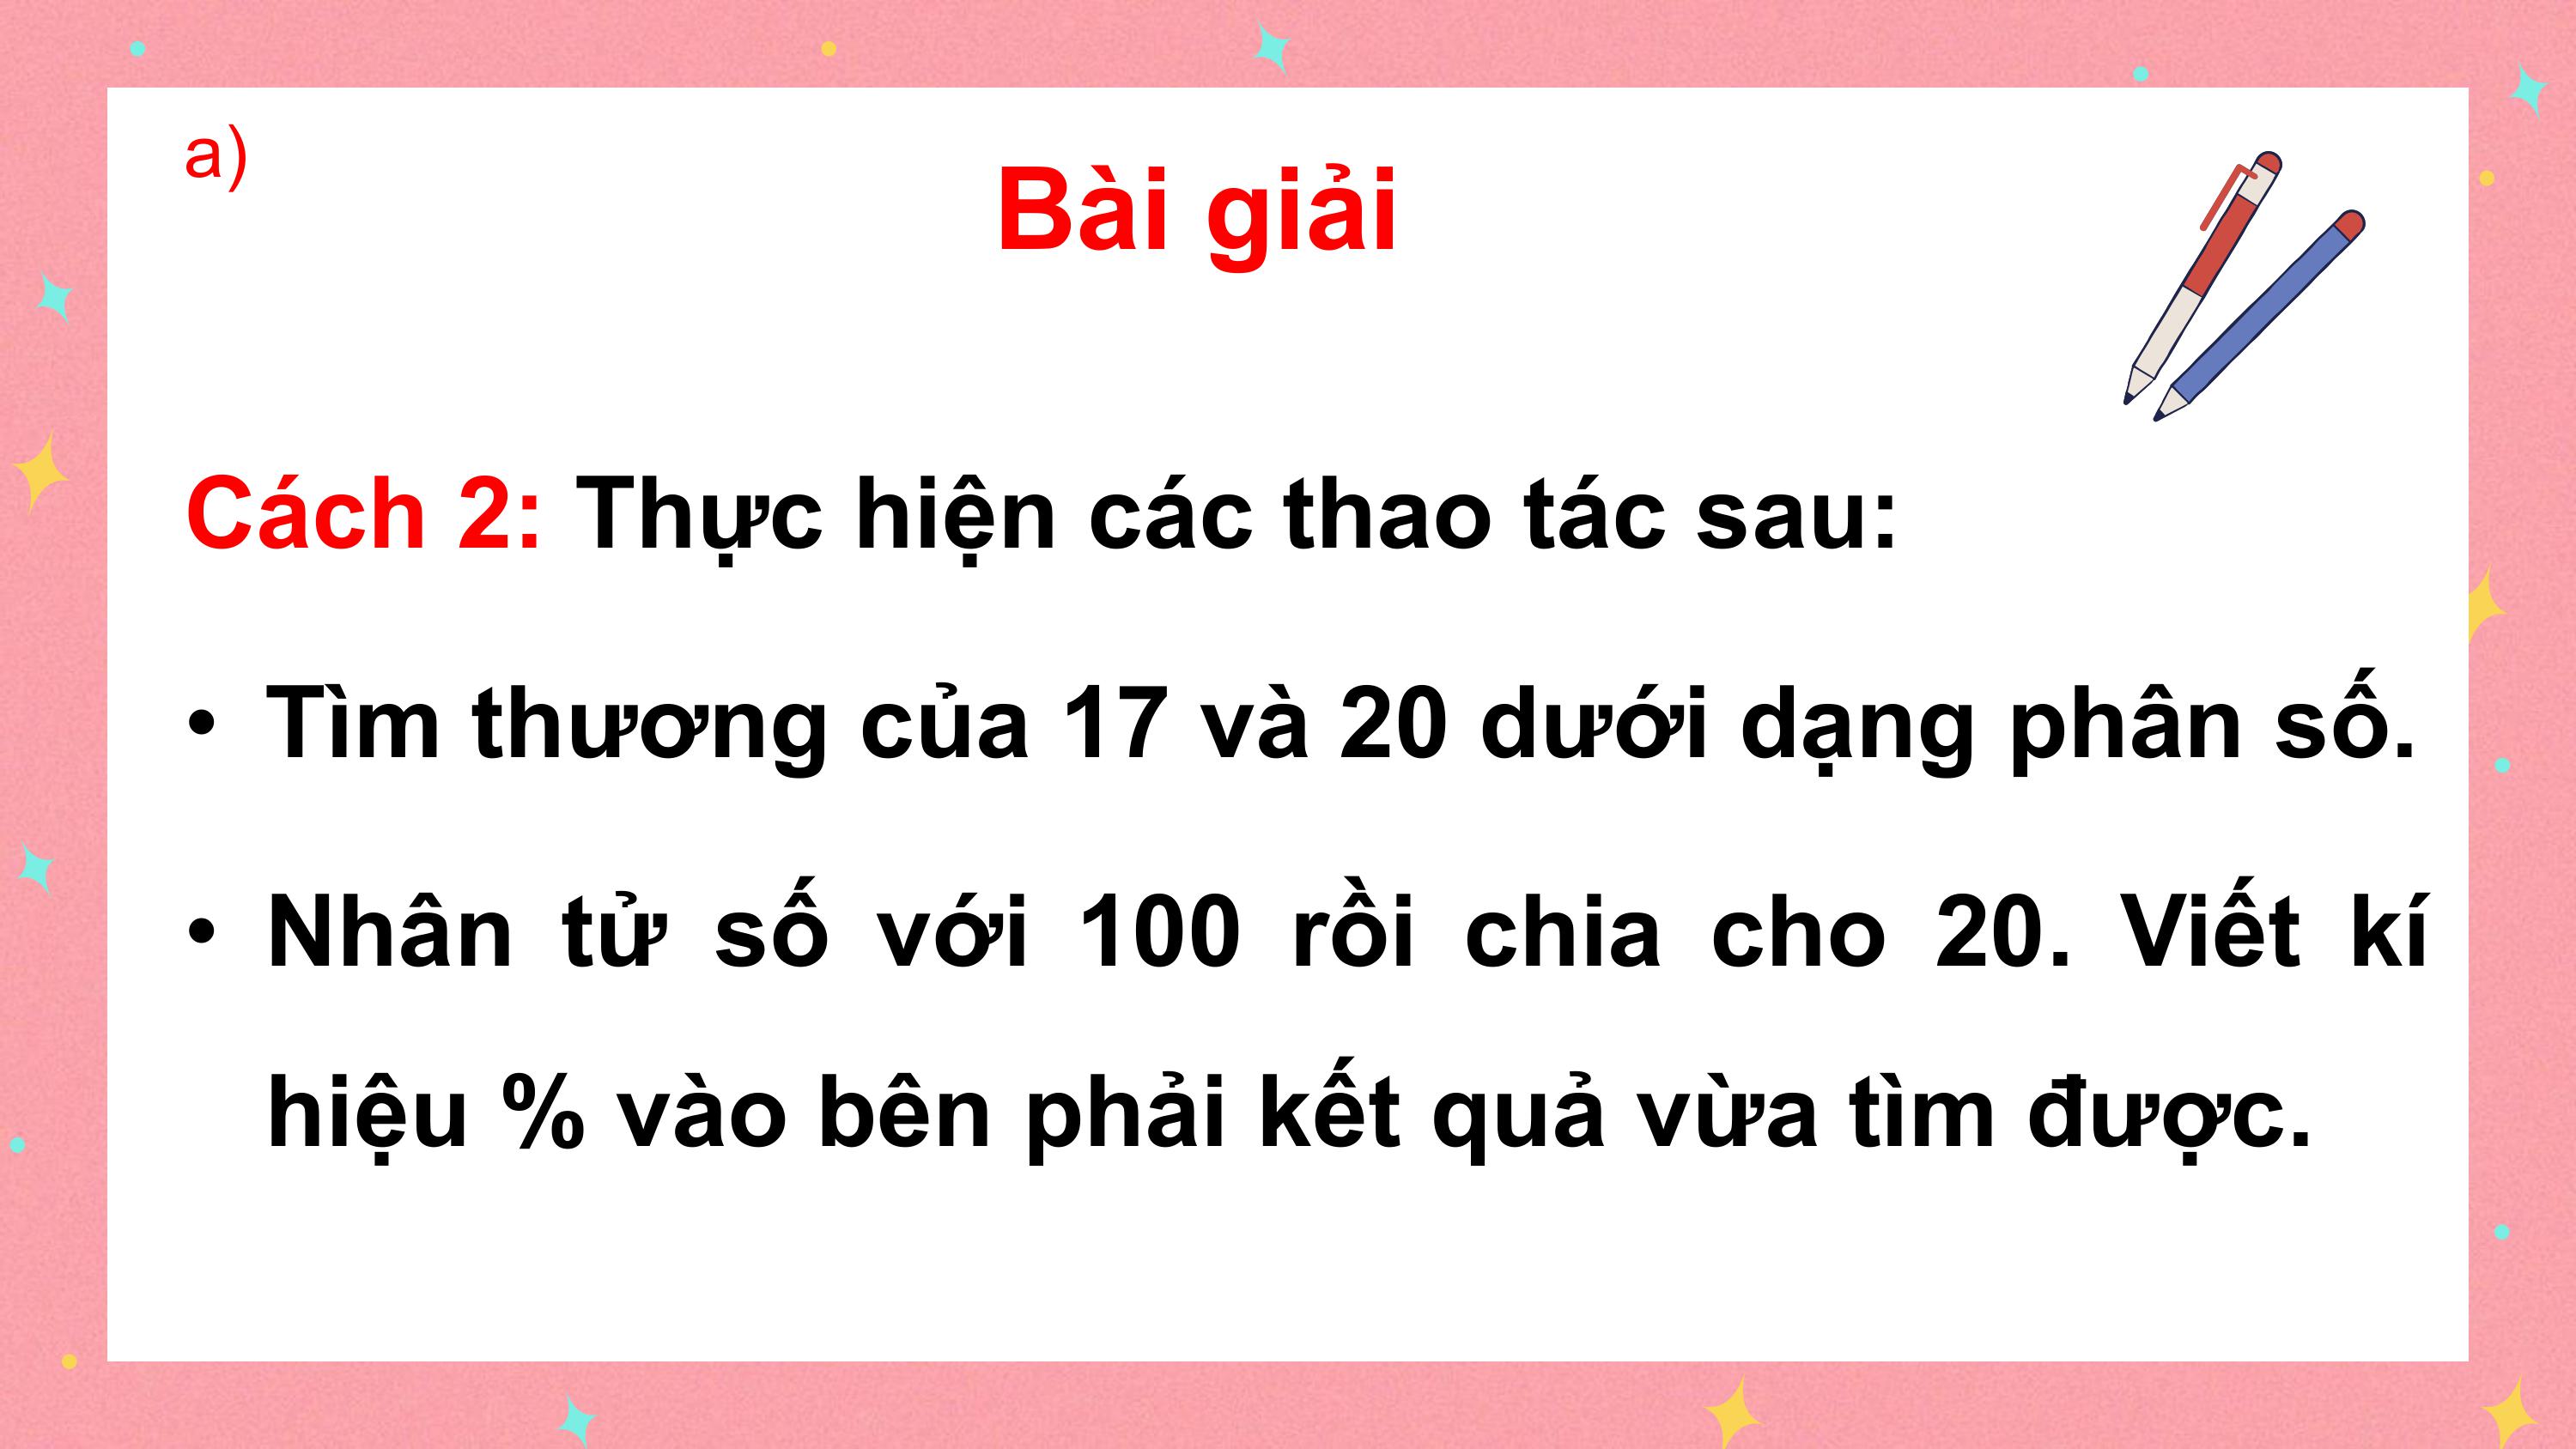 a)
Bài giải
Cách 2: Thực hiện các thao tác sau:
• Tìm thương của 17 và 20 dưới dạng phân số.
• Nhân tử số với 100 rồi chia cho 20. Viết kí
hiệu % vào bên phải kết quả vừa tìm được.